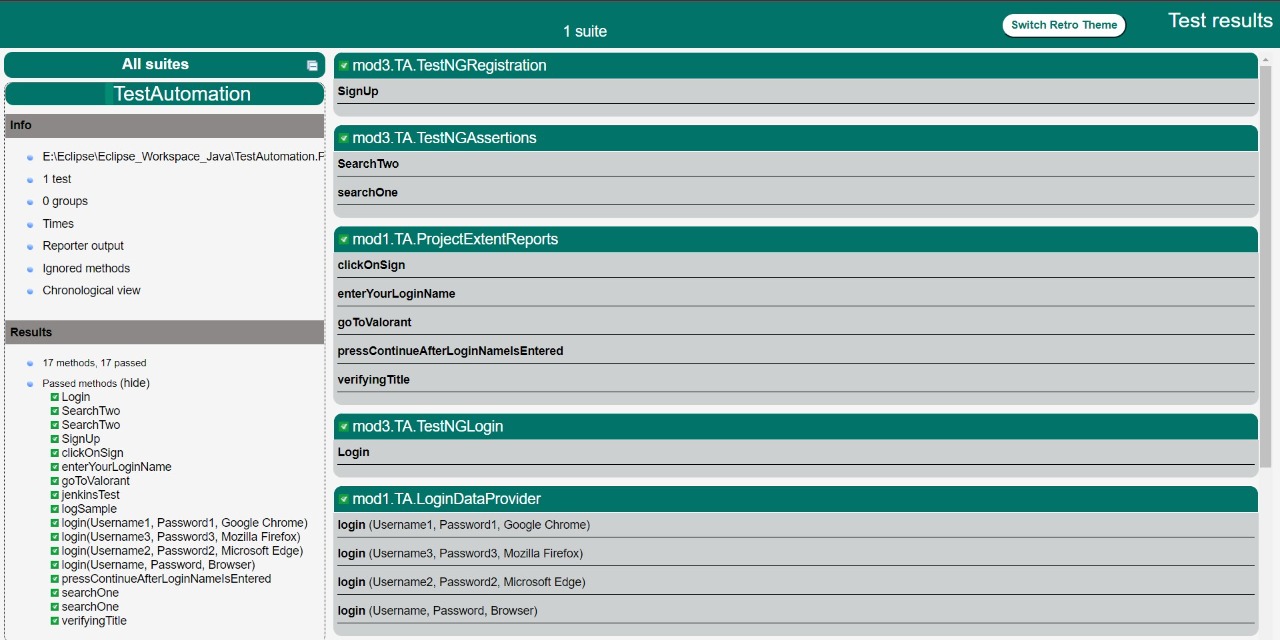 1 suite
Switch Retro Theme
Test results
All suites
TestAutomation
Info
E:\Eclipse\Eclipse_Workspace_Java\TestAutomation.F
1 test
0 groups
Times
Reporter output
Ignored methods
Chronological view
Results
17 methods, 17 passed
Passed methods (hide)
Login
SearchTwo
SearchTwo
SignUp
clickOnSign
enterYourLoginName
goToValorant
jenkinsTest
logSample
login(Username1, Password1, Google Chrome)
login(Username3, Password3, Mozilla Firefox)
login(Username2, Password2, Microsoft Edge)
login(Username, Password, Browser)
pressContinueAfterLoginNameIsEntered
searchOne
searchOne
verifyingTitle
mod3.TA.TestNGRegistration
SignUp
mod3.TA.TestNGAssertions
SearchTwo
searchOne
mod1.TA.ProjectExtentReports
clickOnSign
enterYourLoginName
goToValorant
pressContinueAfterLoginNameIsEntered
verifyingTitle
mod3.TA.TestNGLogin
Login
mod1.TA.LoginDataProvider
login (Username1, Password1, Google Chrome)
login (Username3, Password3, Mozilla Firefox)
login (Username2, Password2, Microsoft Edge)
login (Username, Password, Browser)